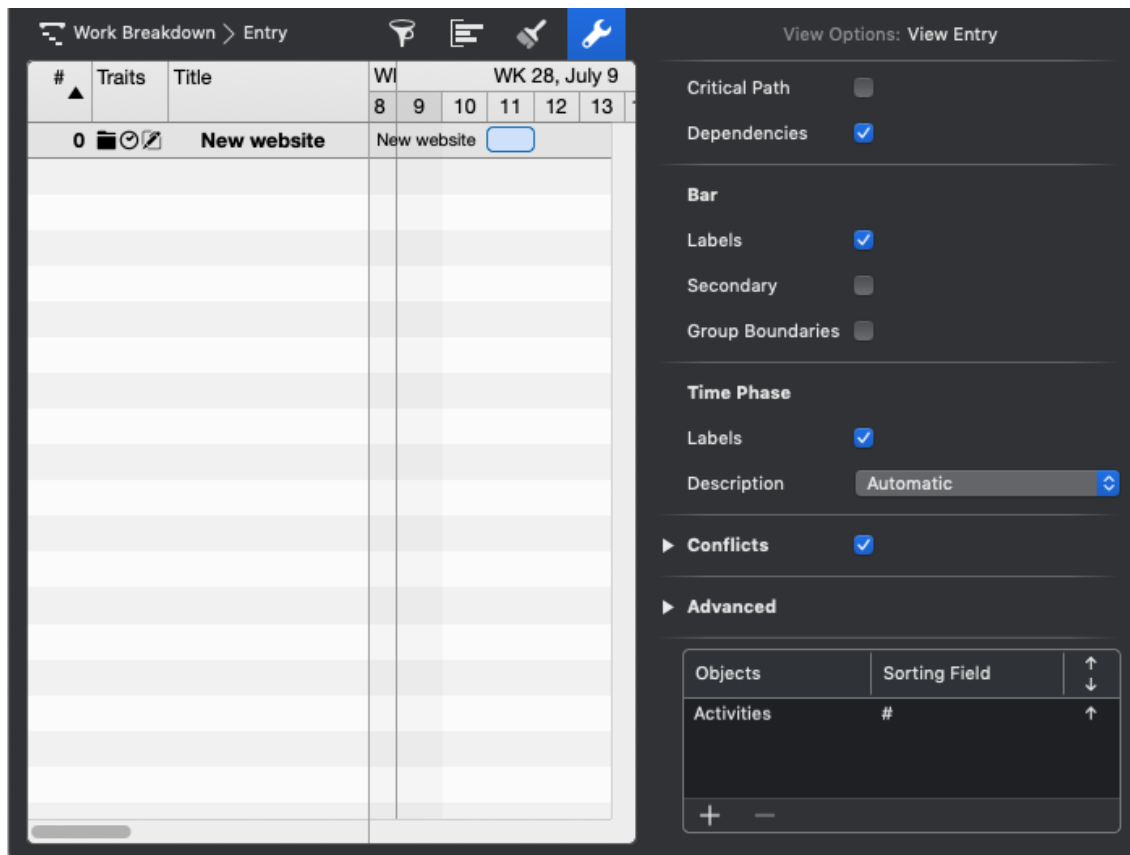 Work Breakdown > Entry
View Options: View Entry
# Traits Title
WI WK 28, July 9
8 9 10 11 12 13
0 New website New website
Critical Path
Dependencies
Bar
Labels
Secondary
Group Boundaries
Time Phase
Labels
Description Automatic
Conflicts
Advanced
Objects Sorting Field
Activities #